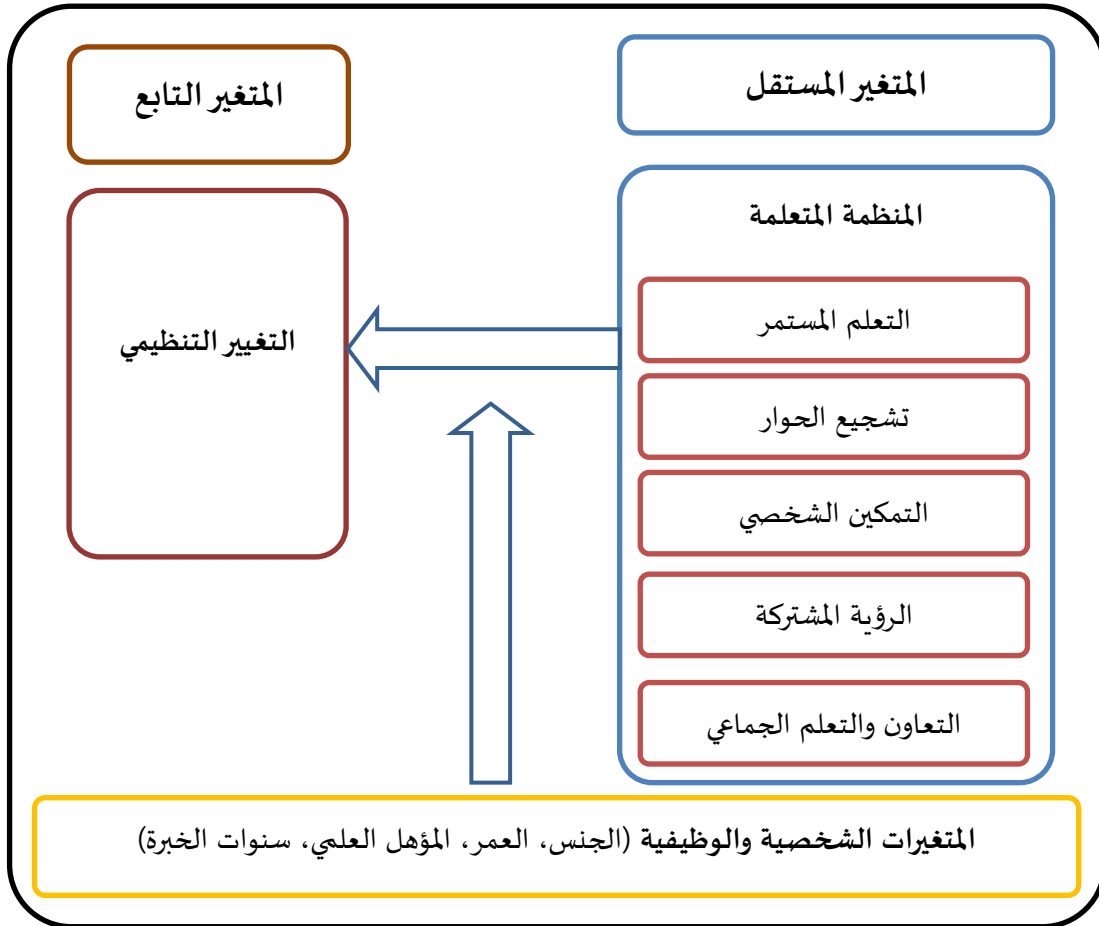 المتغير المستقل
المتغير التابع
المنظمة المتعلمة
التعلم المستمر
تشجيع الحوار
التمكين الشخصي
الرؤية المشتركة
التعاون والتعلم الجماعي
التغيير التنظيمي
المتغيرات الشخصية والوظيفية (الجنس، العمر، المؤهل العلمي، سنوات الخبرة)